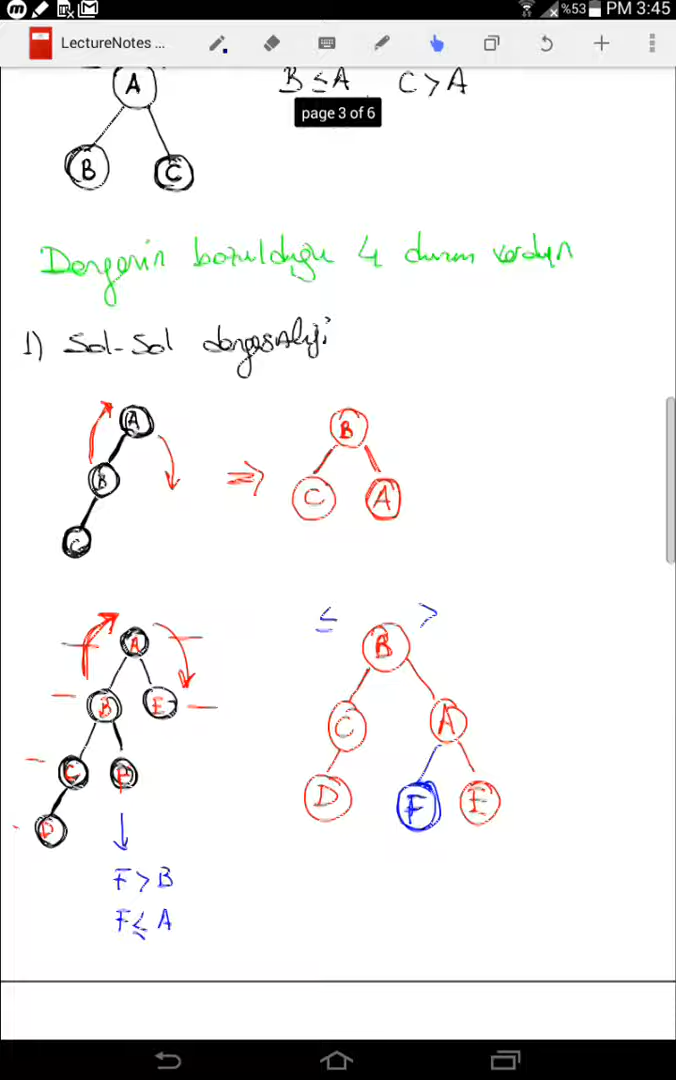 %53 PM 3:45
LectureNotes ...
A
B ≤ A C > A
page 3 of 6
B C
Dengenin bozulduğu 4 durum vardır
1) Sol-Sol dengesizliği
A
B
C
⇒
B
C A
≤ >
A
B E
C F
D
B
C A
D F E
↓
F > B
F ≤ A